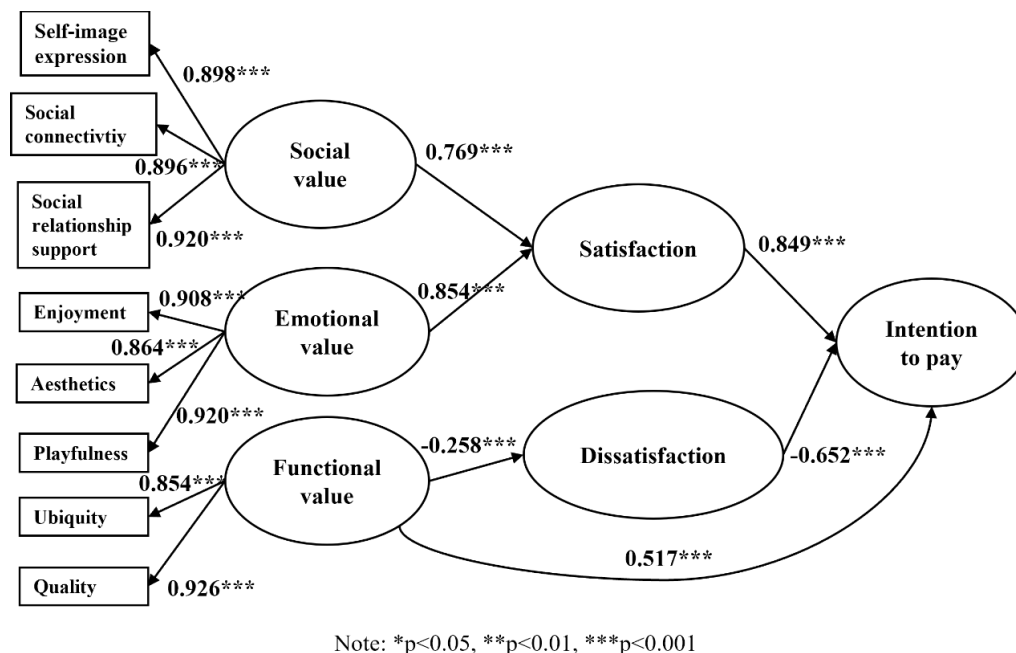 Self-image
expression
0.898***
Social
connectivtiy
0.896***
Social
relationship
support
0.920***
Social
value
0.769***
Satisfaction
0.849***
Enjoyment
0.908***
Emotional
value
0.854***
0.864***
Aesthetics
0.920***
Playfulness
Intention
to pay
Functional
value
-0.258***
Dissatisfaction
-0.652***
0.854***
Ubiquity
0.517***
Quality
0.926***
Note: *p<0.05, **p<0.01, ***p<0.001